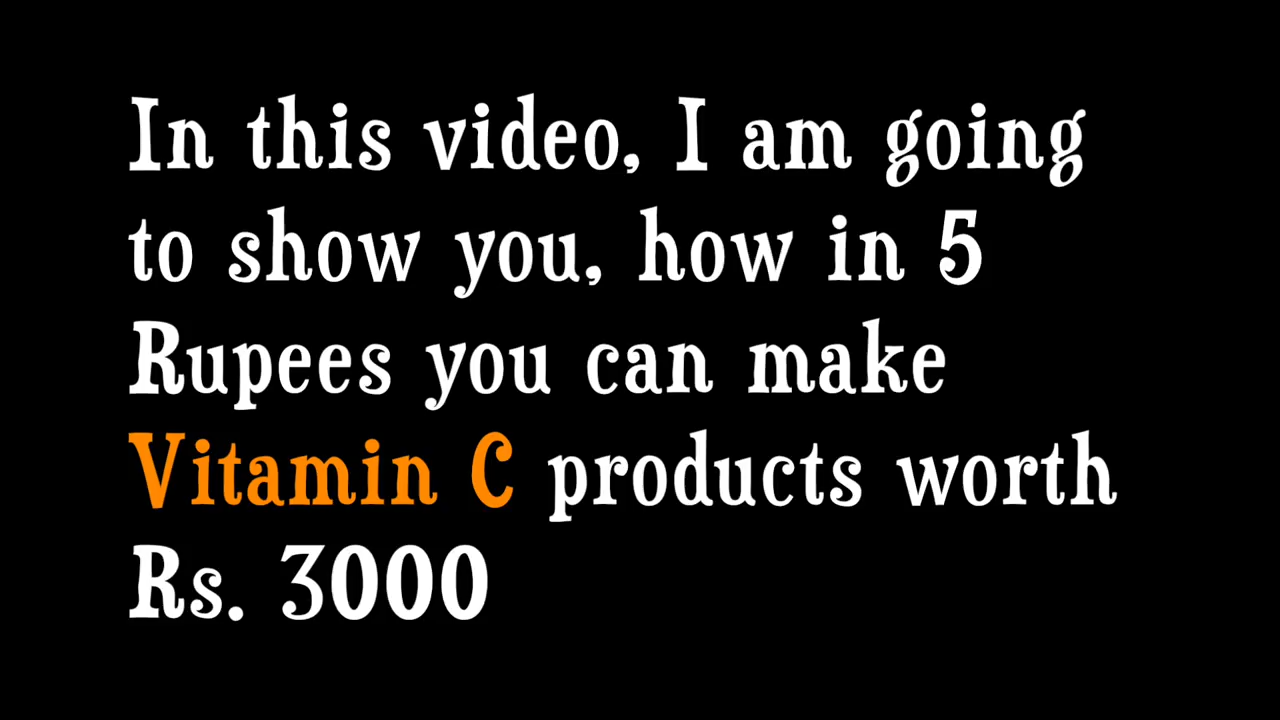 In this video, I am going
to show you, how in 5
Rupees you can make
Vitamin C products worth
Rs. 3000